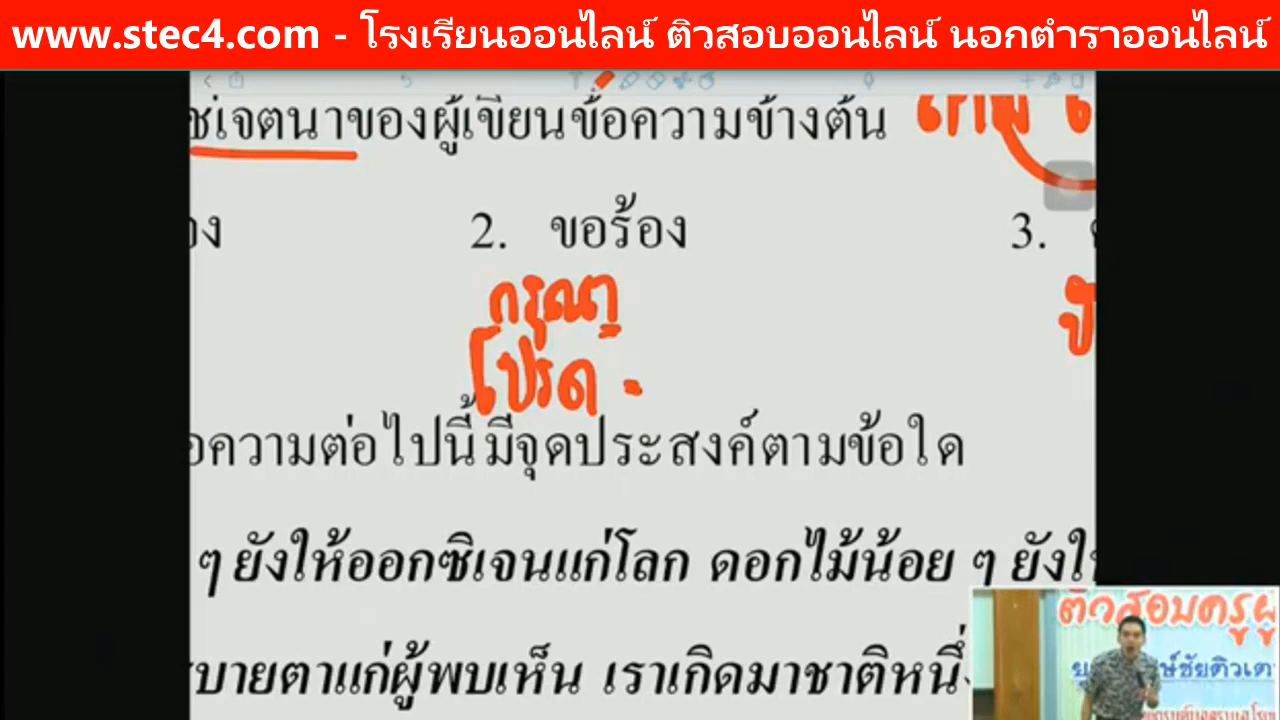 www.stec4.com - โรงเรียนออนไลน์ ติวสอบออนไลน์ นอกตำราออนไลน์
ช่เจตนาของผู้เขียนข้อความข้างต้น
2. ขอร้อง
3.
กรุณา
โปรด
ความต่อไปนี้มีจุดประสงค์ตามข้อใด
ๆ ยังให้ออกซิเจนแก่โลก ดอกไม้น้อย ๆ ยังให้
บายตาแก่ผู้พบเห็น เราเกิดมาชาติหนึ่ง
ติวสอบครูผู้